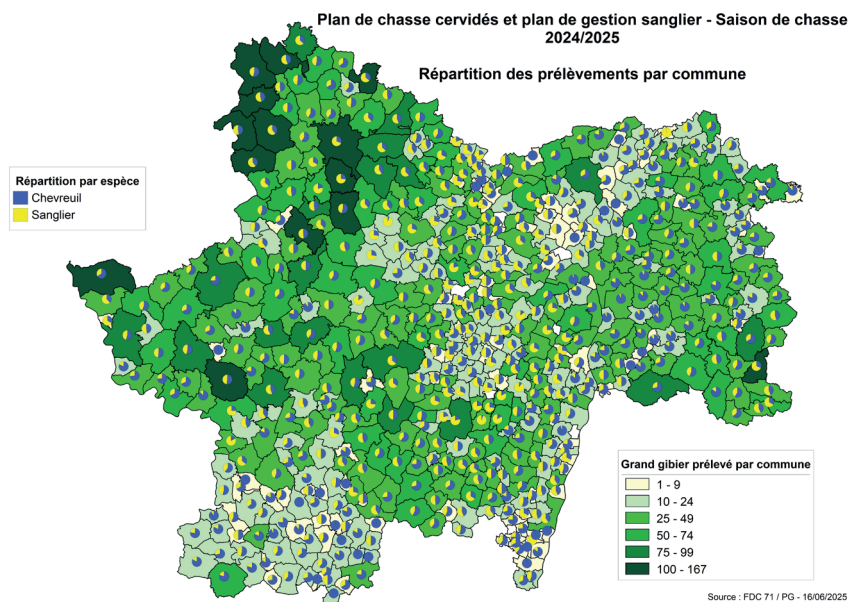 Plan de chasse cervidés et plan de gestion sanglier - Saison de chasse
2024/2025
Répartition des prélèvements par commune
Répartition par espèce
Chevreuil
Sanglier
Grand gibier prélevé par commune
1 - 9
10 - 24
25 - 49
50 - 74
75 - 99
100 - 167
Source : FDC 71 / PG - 16/06/2025